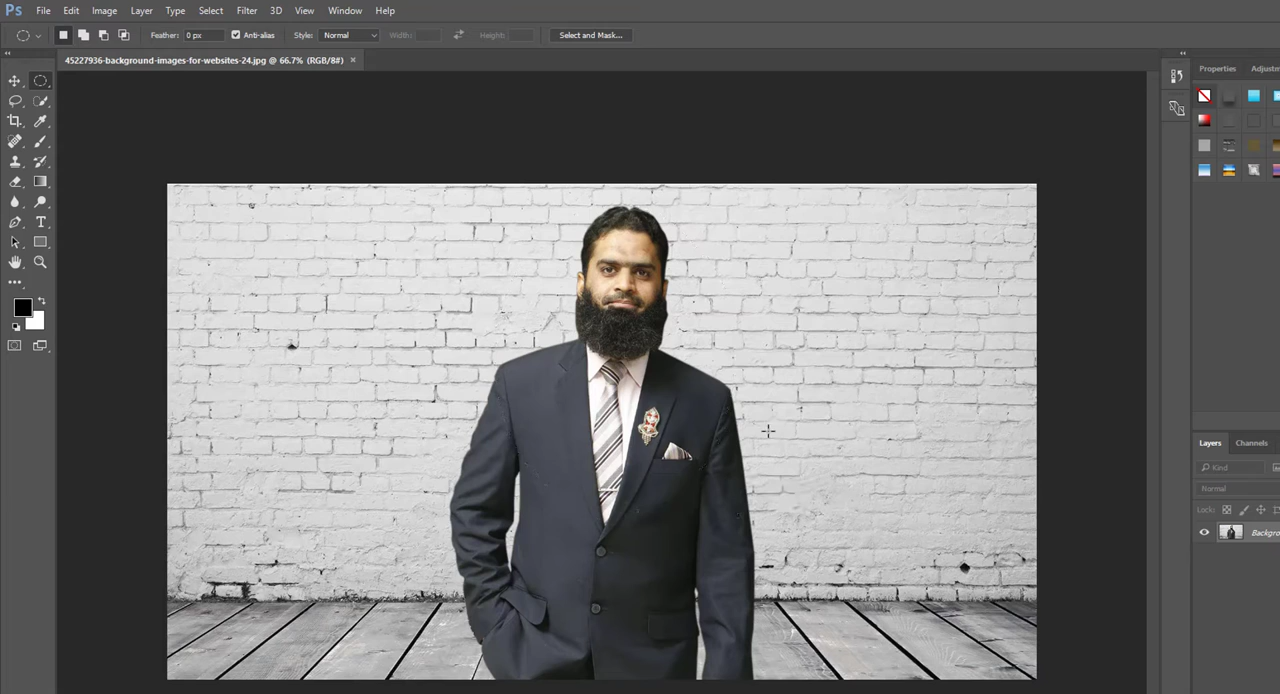 Ps File Edit Image Layer Type Select Filter 3D View Window Help
Feather: 0 px Anti-alias Style: Normal Width: Height: Select and Mask...
45227936-background-images-for-websites-24.jpg @ 66.7% (RGB/8#) ×
Properties Adjustm
T
Layers Channels
Kind
Normal
Lock:
Backgro